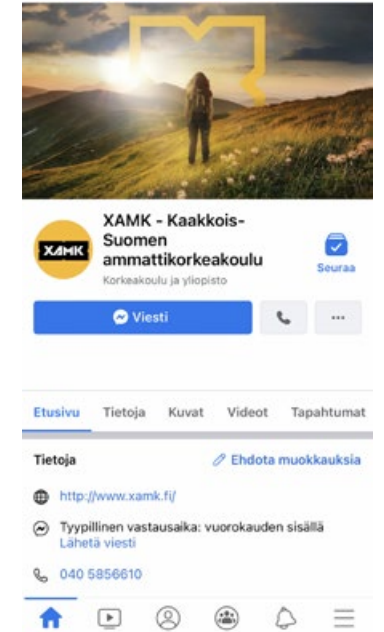 XAMK
XAMK - Kaakkois-
Suomen
ammattikorkeakoulu
Korkeakoulu ja yliopisto
Seuraa
Viesti
Etusivu Tietoja Kuvat Videot Tapahtumat
Tietoja Ehdota muokkauksia
http://www.xamk.fi/
Tyypillinen vastausaika: vuorokauden sisällä
Lähetä viesti
040 5856610